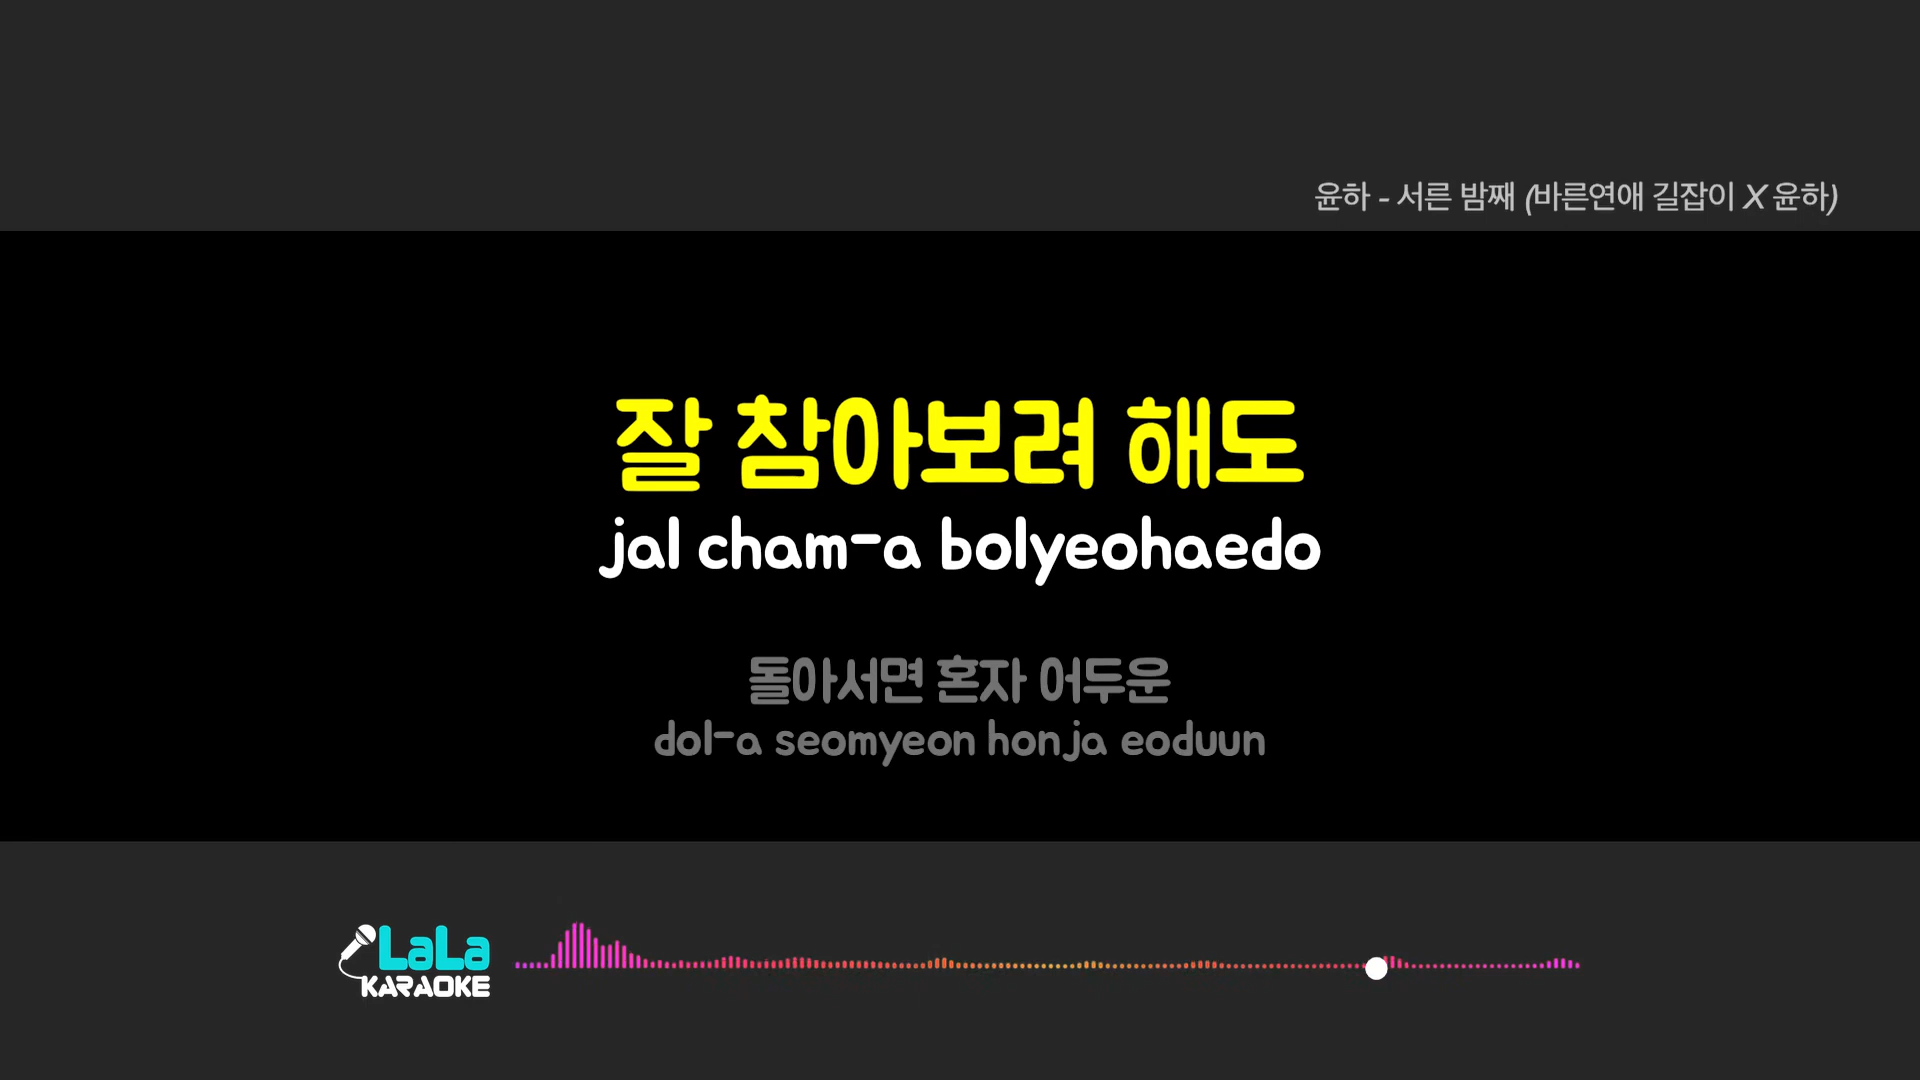 윤하 - 서른 밤째 (바른연애 길잡이 X 윤하)
잘 참아보려 해도
jal cham-a bolyeohaedo
돌아서면 혼자 어두운
dol-a seomyeon honja eoduun
LaLa
KARAOKE